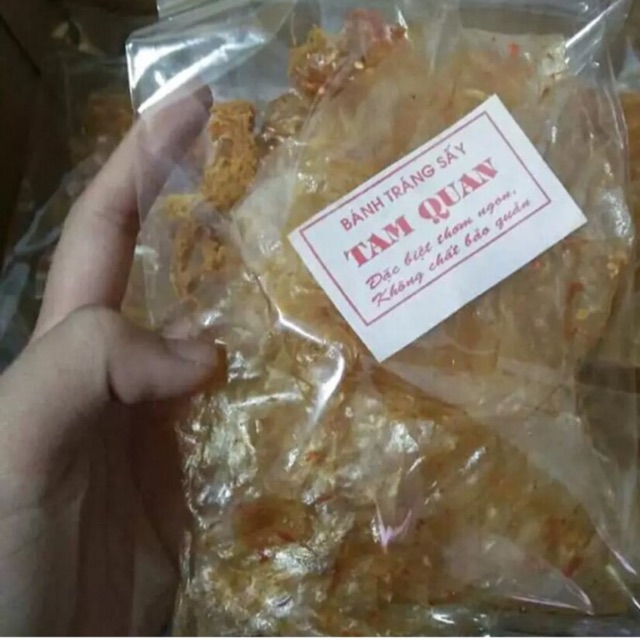 BÁNH TRÁNG SẤY
TAM QUAN
Đặc biệt thơm ngon.
Không chất bảo quản